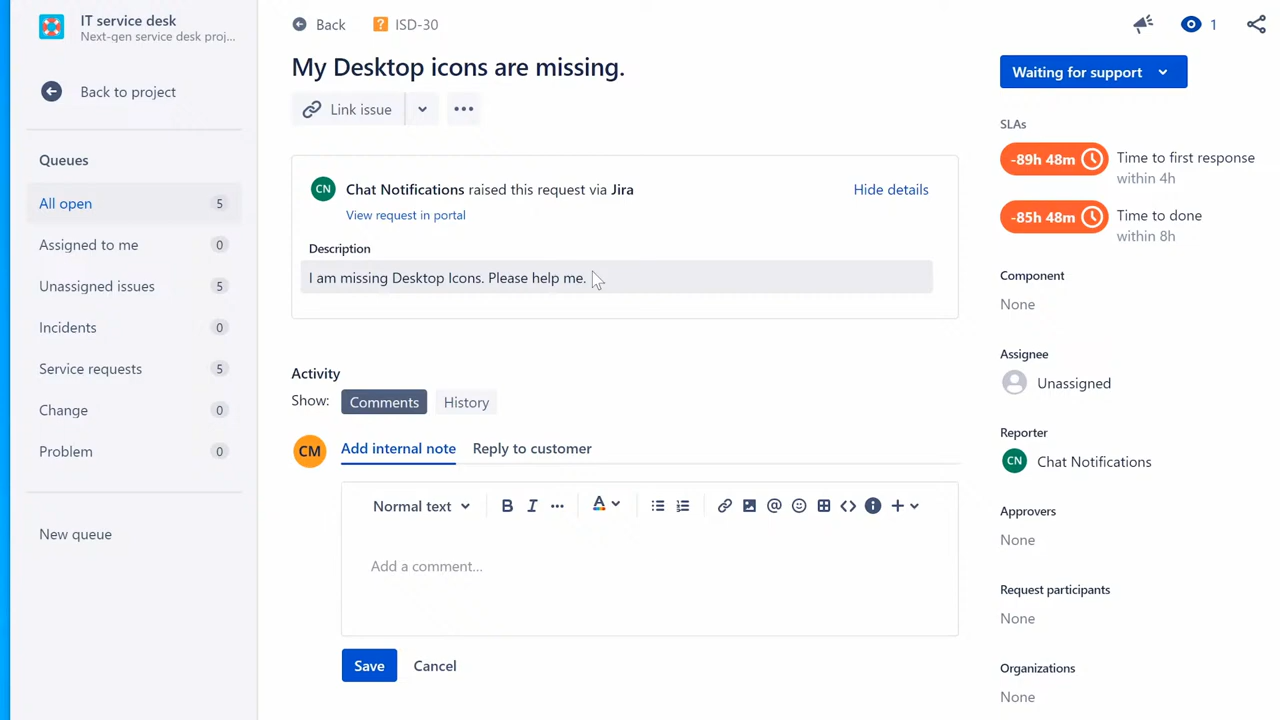 IT service desk
Next-gen service desk proj...
Back to project
Queues
All open 5
Assigned to me 0
Unassigned issues 5
Incidents 0
Service requests 5
Change 0
Problem 0
New queue
Back
ISD-30
My Desktop icons are missing.
Link issue
CN
Chat Notifications raised this request via Jira
Hide details
View request in portal
Description
I am missing Desktop Icons. Please help me.
Activity
Show: Comments History
CM
Add internal note Reply to customer
Normal text B I A
Add a comment...
Save Cancel
1
Waiting for support
SLAs
-89h 48m Time to first response
within 4h
-85h 48m Time to done
within 8h
Component
None
Assignee
Unassigned
Reporter
CN Chat Notifications
Approvers
None
Request participants
None
Organizations
None